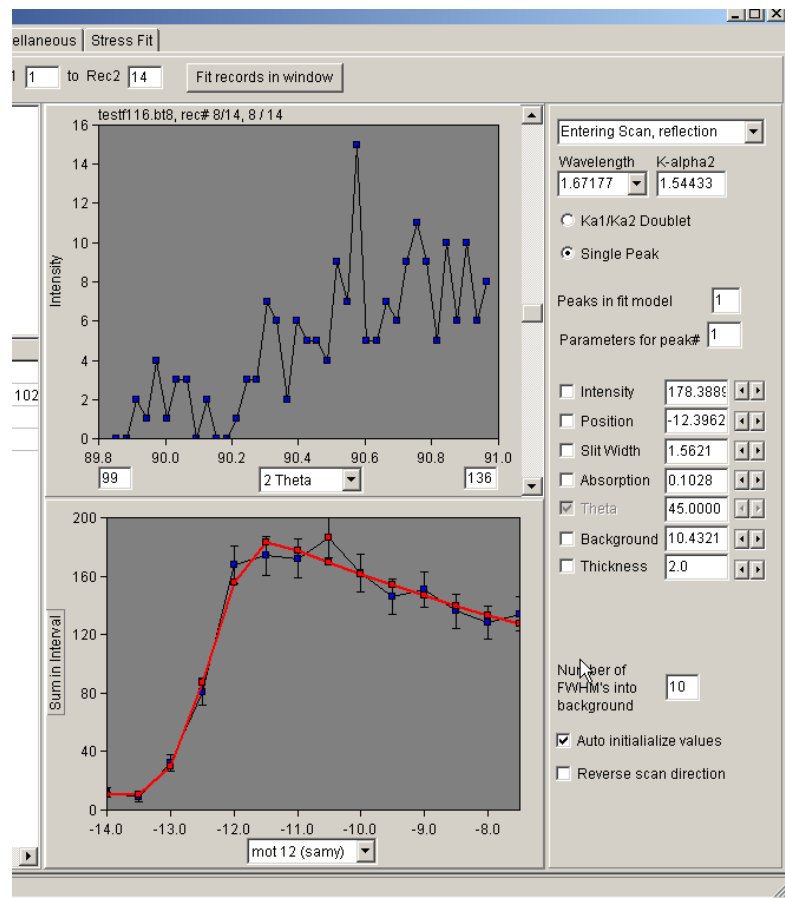 ellaneous Stress Fit
1 1 to Rec2 14 Fit records in window
testf116.bt8, rec# 8/14, 8 / 14
16
14
12
10
8
6
4
2
0
Intensity
89.8 90.0 90.2 90.4 90.6 90.8 91.0
99 2 Theta 136
102
200
160
120
80
40
0
Sum in Interval
-14.0 -13.0 -12.0 -11.0 -10.0 -9.0 -8.0
mot 12 (samy)
Entering Scan, reflection
Wavelength K-alpha2
1.67177 1.54433
Ka1/Ka2 Doublet
Single Peak
Peaks in fit model 1
Parameters for peak# 1
Intensity 178.3889
Position -12.3962
Slit Width 1.5621
Absorption 0.1028
Theta 45.0000
Background 10.4321
Thickness 2.0
Number of
FWHM's into 10
background
Auto initialialize values
Reverse scan direction